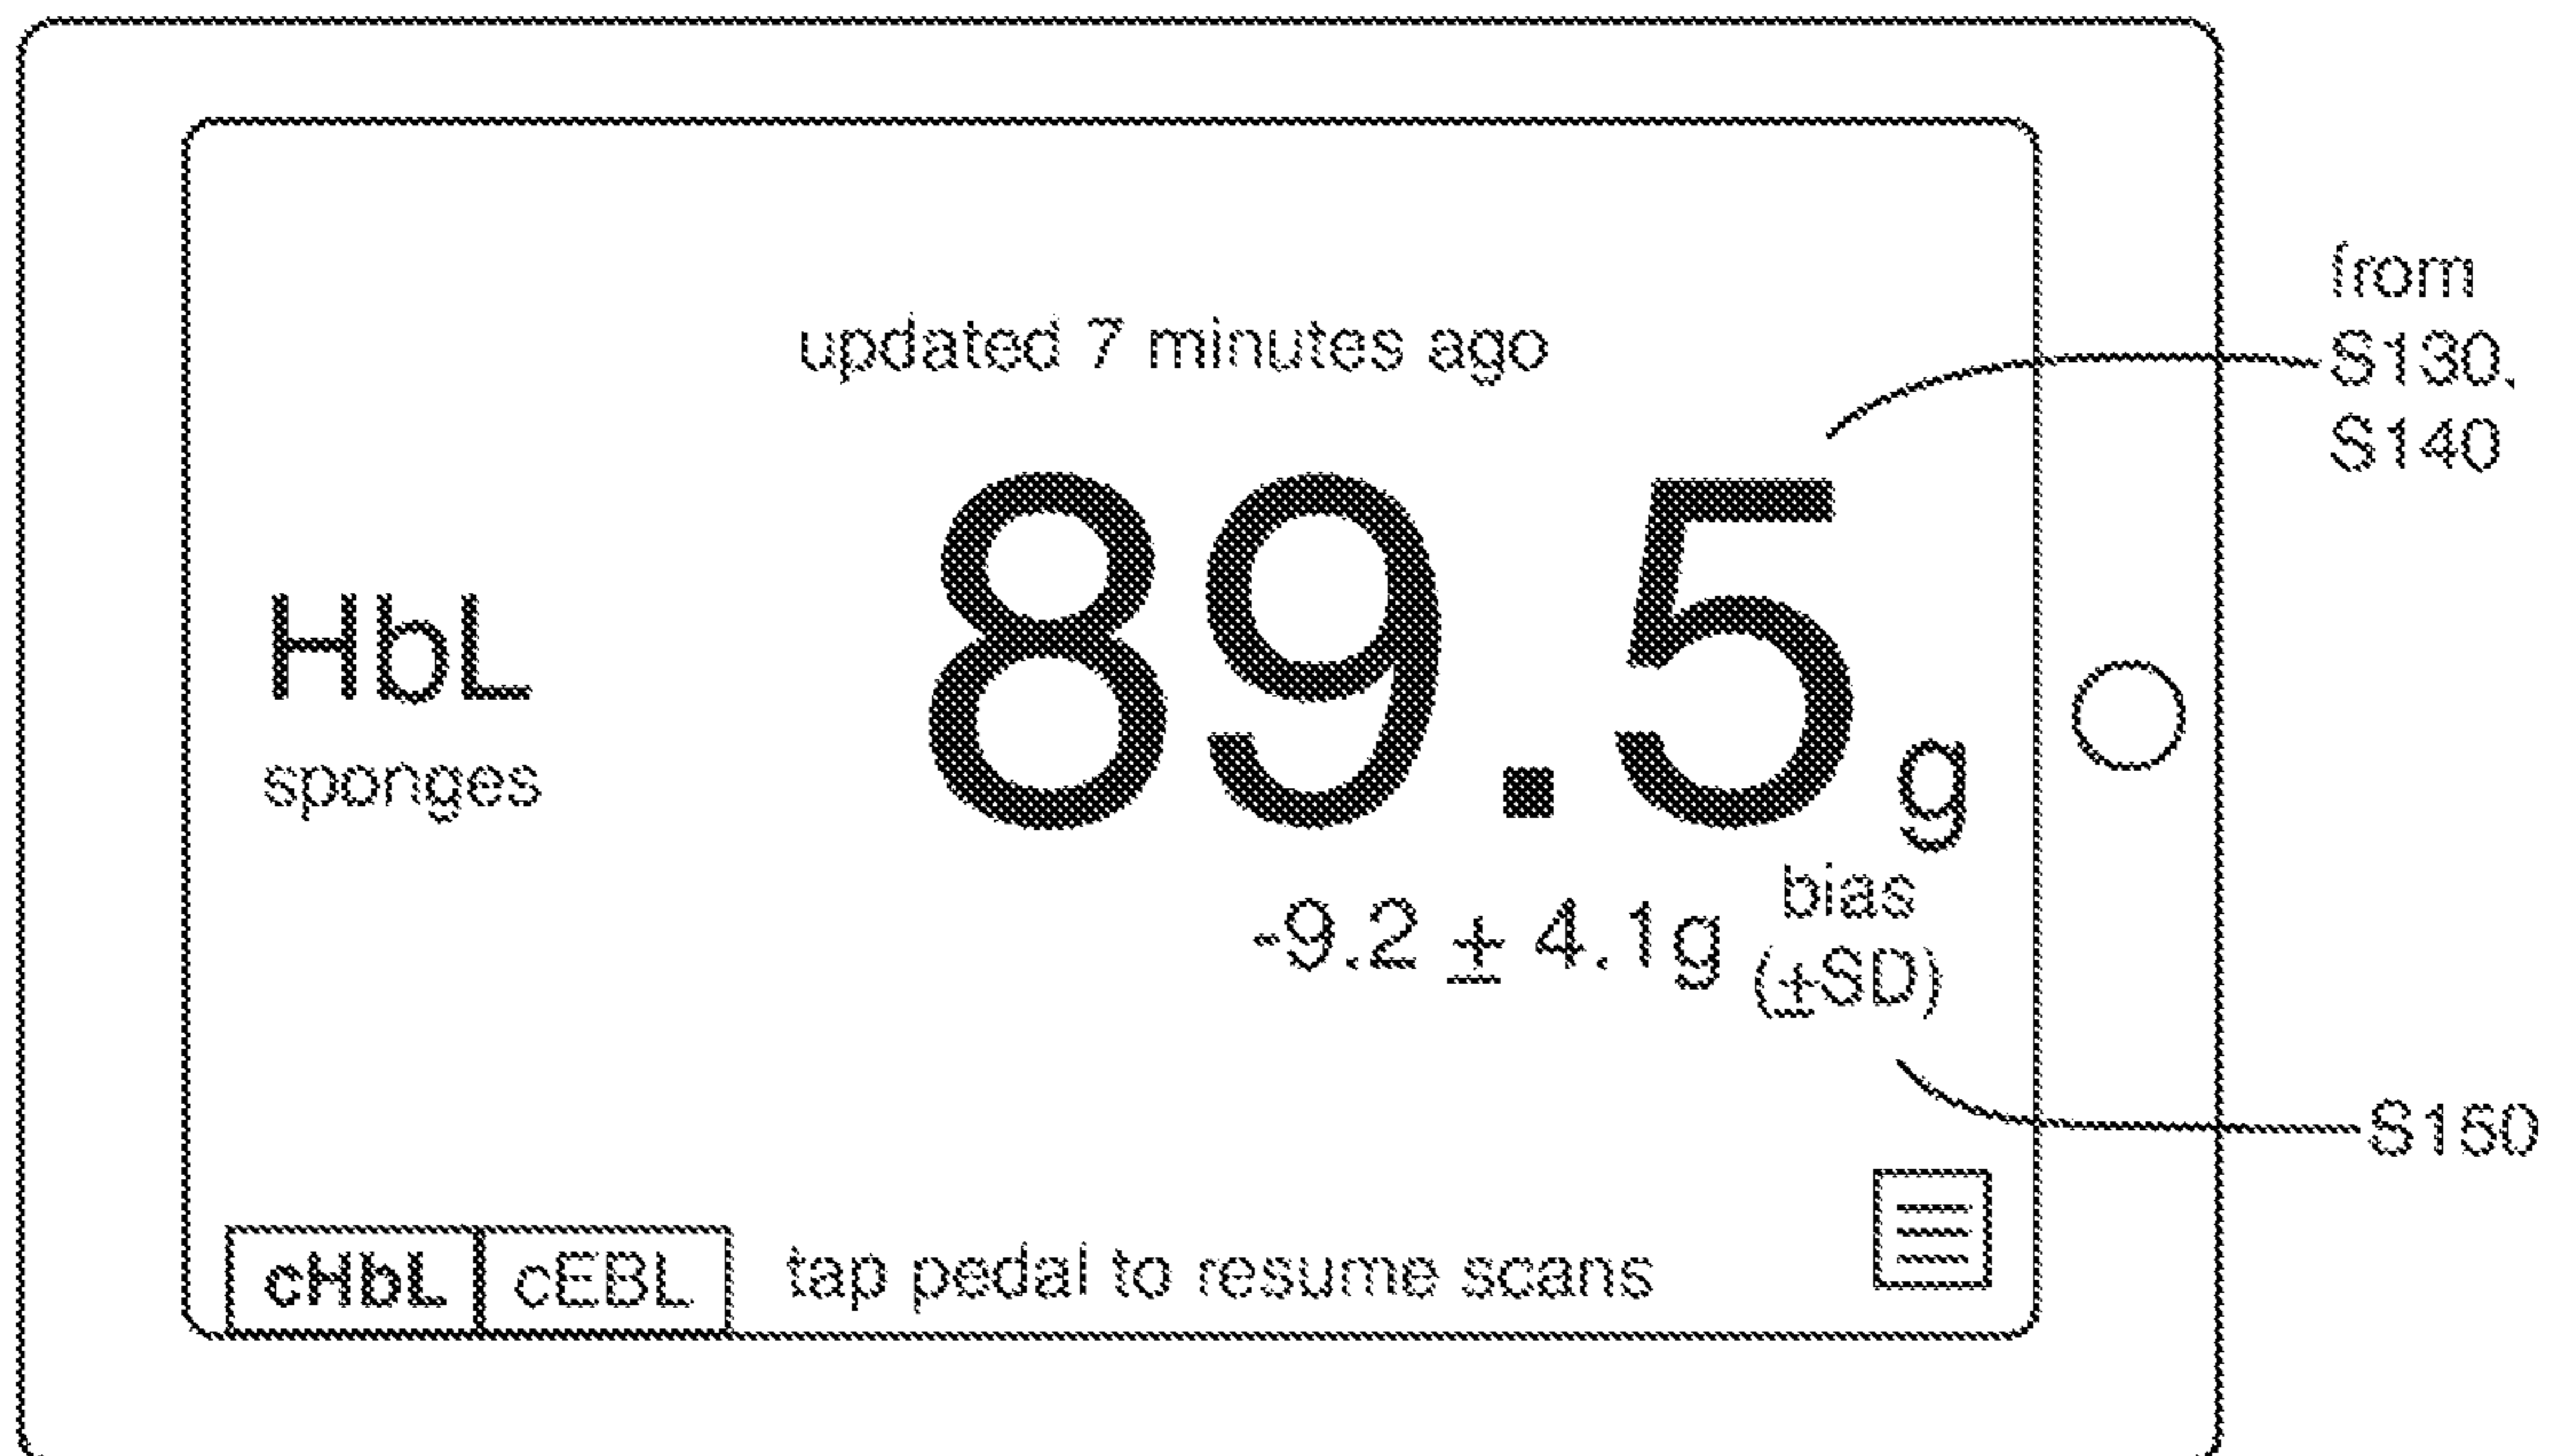 from
S130,
S140
updated 7 minutes ago
89.5 g
HbL
sponges
-9.2 ± 4.1g
bias
(±SD)
S150
cHbL cEBL tap pedal to resume scans